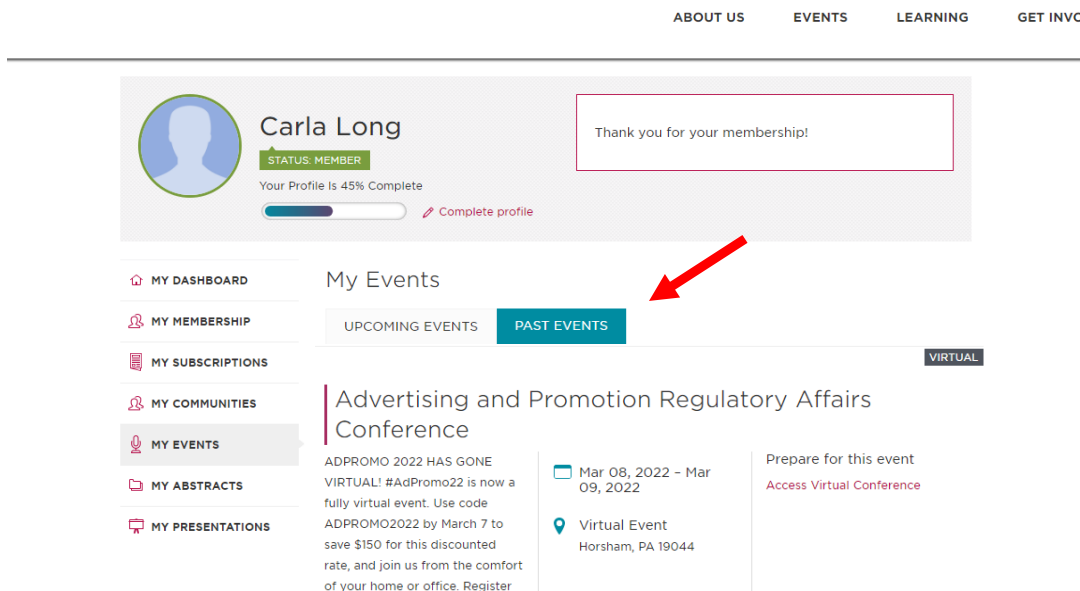 ABOUT US EVENTS LEARNING GET INVO
Carla Long
STATUS: MEMBER
Your Profile Is 45% Complete
Complete profile
Thank you for your membership!
MY DASHBOARD
MY MEMBERSHIP
MY SUBSCRIPTIONS
MY COMMUNITIES
MY EVENTS
MY ABSTRACTS
MY PRESENTATIONS
My Events
UPCOMING EVENTS PAST EVENTS
VIRTUAL
Advertising and Promotion Regulatory Affairs
Conference
ADPROMO 2022 HAS GONE
VIRTUAL! #AdPromo22 is now a
fully virtual event. Use code
ADPROMO2022 by March 7 to
save $150 for this discounted
rate, and join us from the comfort
of your home or office. Register
Mar 08, 2022 – Mar
09, 2022
Virtual Event
Horsham, PA 19044
Prepare for this event
Access Virtual Conference